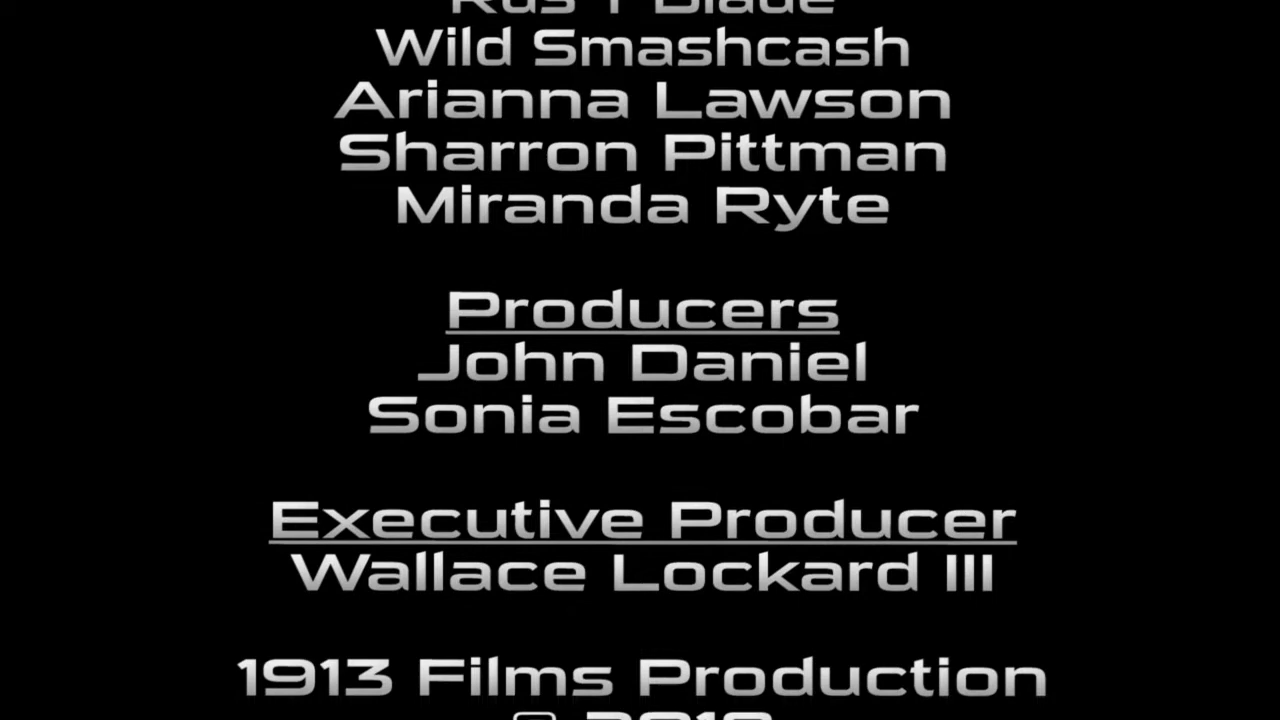 Wild Smashcash
Arianna Lawson
Sharron Pittman
Miranda Ryte
Producers
John Daniel
Sonia Escobar
Executive Producer
Wallace Lockard III
1913 Films Production